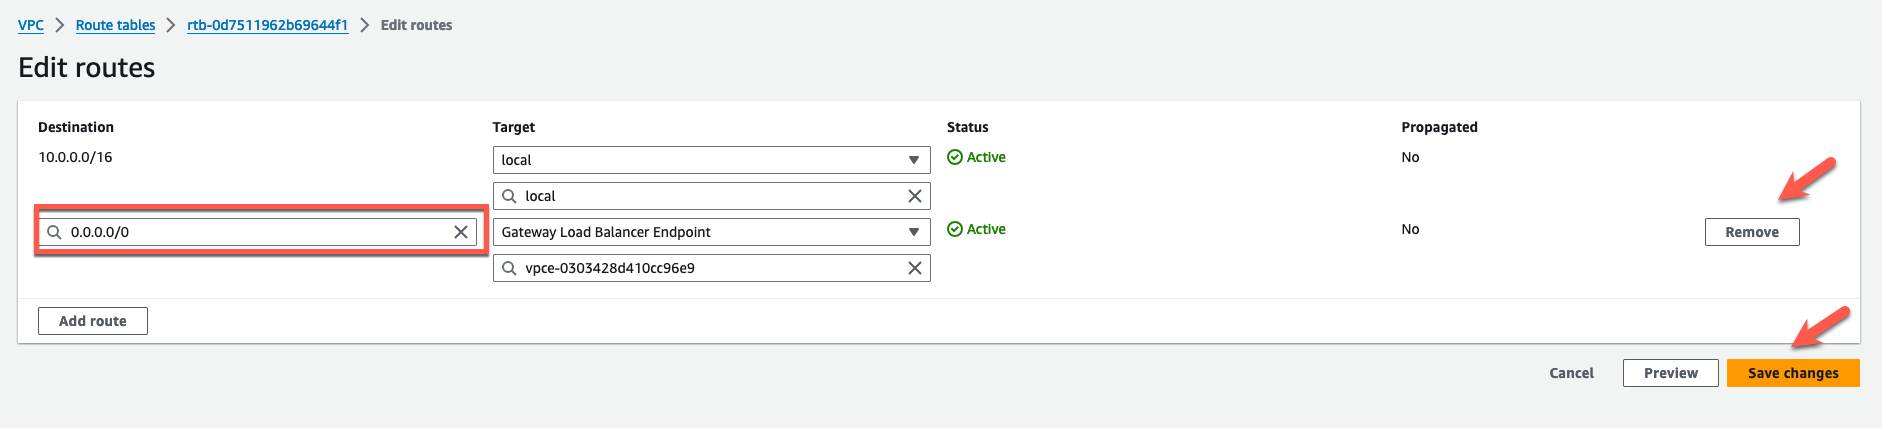 VPC > Route tables > rtb-0d7511962b69644f1 > Edit routes
Edit routes
Destination Target Status Propagated
10.0.0.0/16 local Active No
local
0.0.0.0/0 Gateway Load Balancer Endpoint Active No Remove
vpce-0303428d410cc96e9
Add route
Cancel Preview Save changes